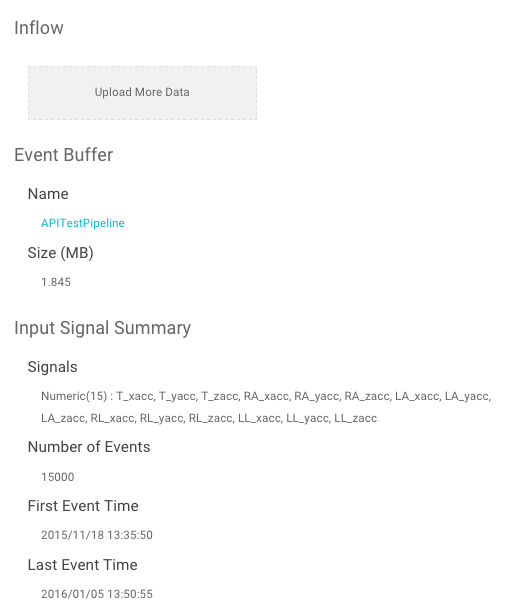 Inflow
Upload More Data
Event Buffer
Name
APITestPipeline
Size (MB)
1.845
Input Signal Summary
Signals
Numeric(15) : T_xacc, T_yacc, T_zacc, RA_xacc, RA_yacc, RA_zacc, LA_xacc, LA_yacc,
LA_zacc, RL_xacc, RL_yacc, RL_zacc, LL_xacc, LL_yacc, LL_zacc
Number of Events
15000
First Event Time
2015/11/18 13:35:50
Last Event Time
2016/01/05 13:50:55